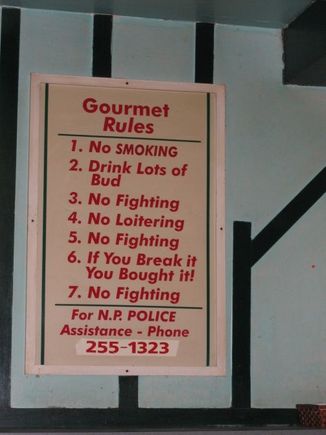 Gourmet
Rules
1. No SMOKING
2. Drink Lots of
Bud
3. No Fighting
4. No Loitering
5. No Fighting
6. If You Break it
You Bought it!
7. No Fighting
For N.P. POLICE
Assistance - Phone
255-1323